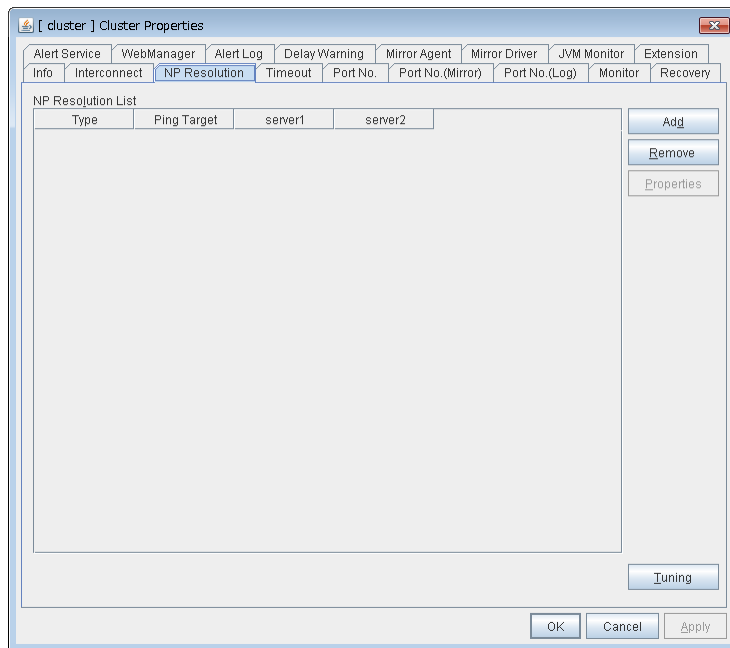 [ cluster ] Cluster Properties
Alert Service WebManager Alert Log Delay Warning Mirror Agent Mirror Driver JVM Monitor Extension
Info Interconnect NP Resolution Timeout Port No. Port No.(Mirror) Port No.(Log) Monitor Recovery
NP Resolution List
Type Ping Target server1 server2
Add
Remove
Properties
Tuning
OK Cancel Apply